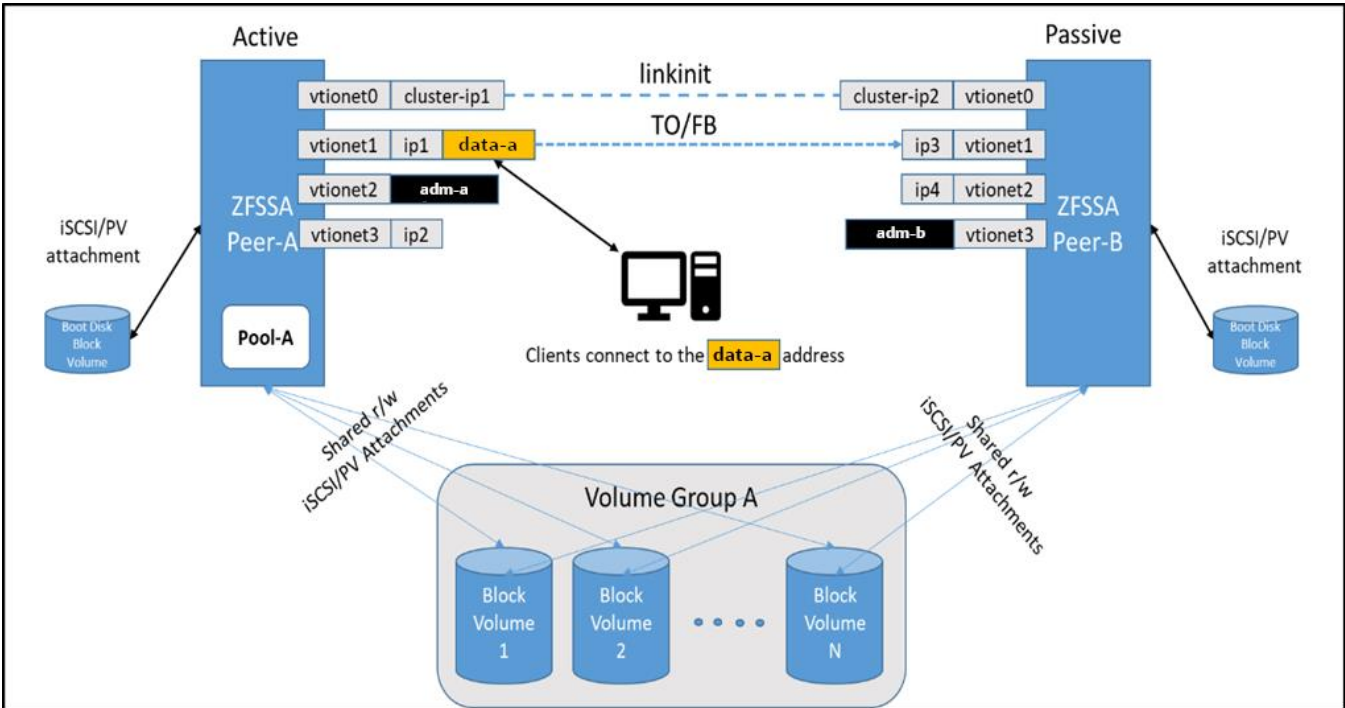 Active
Passive
linkinit
vtionet0 cluster-ip1
cluster-ip2 vtionet0
TO/FB
vtionet1 ip1 data-a
ip3 vtionet1
vtionet2 adm-a
ip4 vtionet2
ZFSSA
Peer-A
vtionet3 ip2
ZFSSA
Peer-B
adm-b vtionet3
iSCSI/PV
attachment
iSCSI/PV
attachment
Boot Disk
Block
Volume
Pool-A
Boot Disk
Block
Volume
Clients connect to the data-a address
Shared r/w
iSCSI/PV Attachments
Shared r/w
iSCSI/PV Attachments
Volume Group A
Block
Volume
1
Block
Volume
2
Block
Volume
N